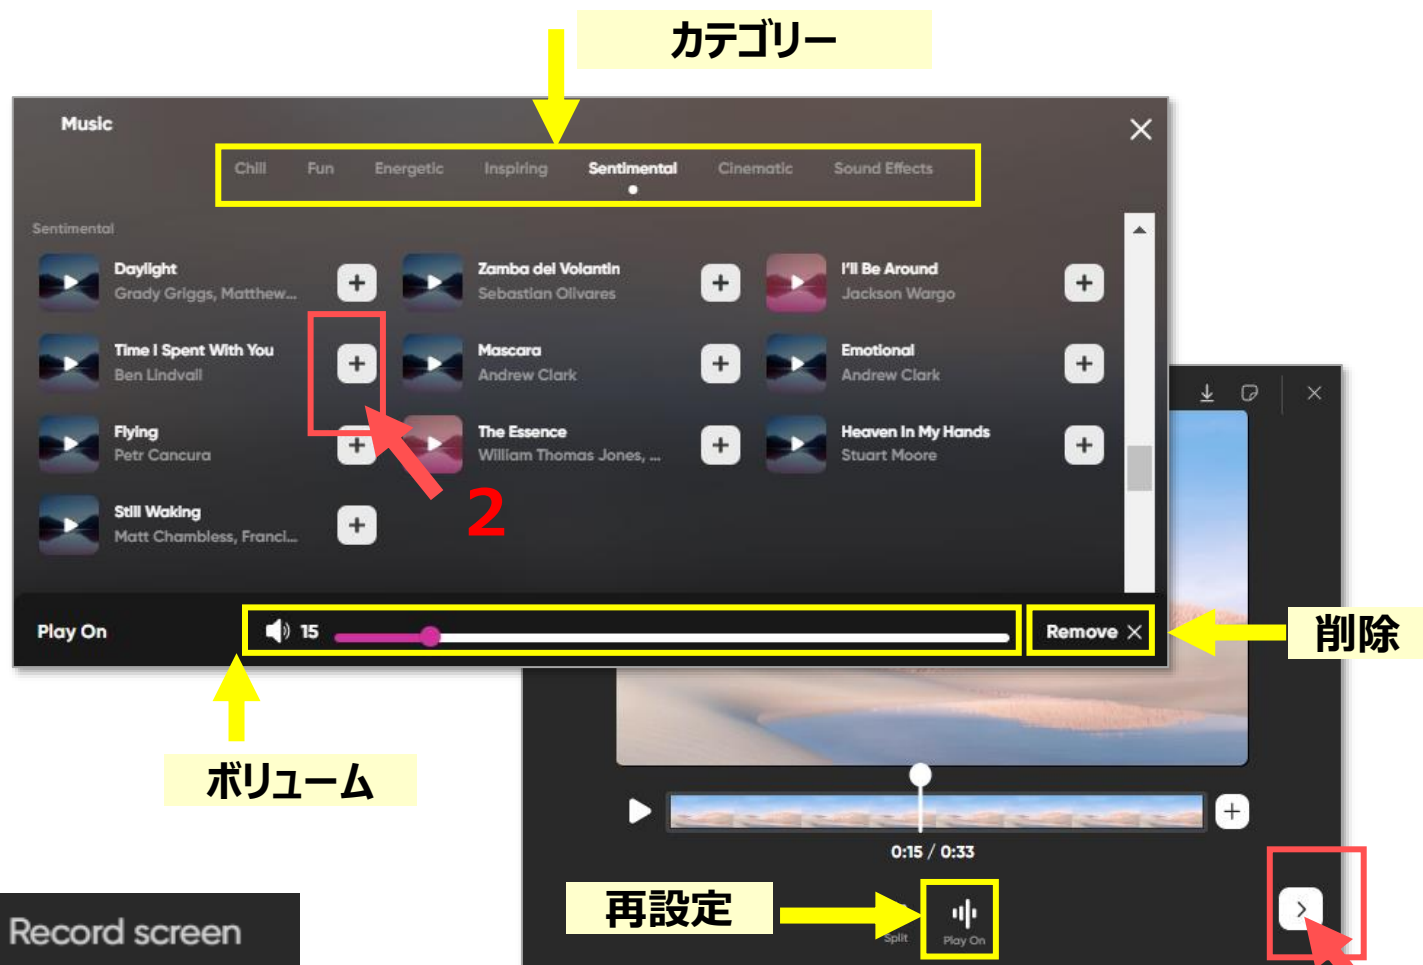 カテゴリー
Music
Chill Fun Energetic Inspiring Sentimental Cinematic Sound Effects
Sentimental
Daylight
Grady Griggs, Matthew...
Zamba del Volantin
Sebastian Olivares
I'll Be Around
Jackson Wargo
Time I Spent With You
Ben Lindvall
Mascara
Andrew Clark
Emotional
Andrew Clark
Flying
Petr Cancura
The Essence
William Thomas Jones, ...
Heaven In My Hands
Stuart Moore
2
Still Waking
Matt Chambless, Franci...
Play On 15 Remove
削除
ボリューム
0:15 / 0:33
再設定
Split Play On
Record screen